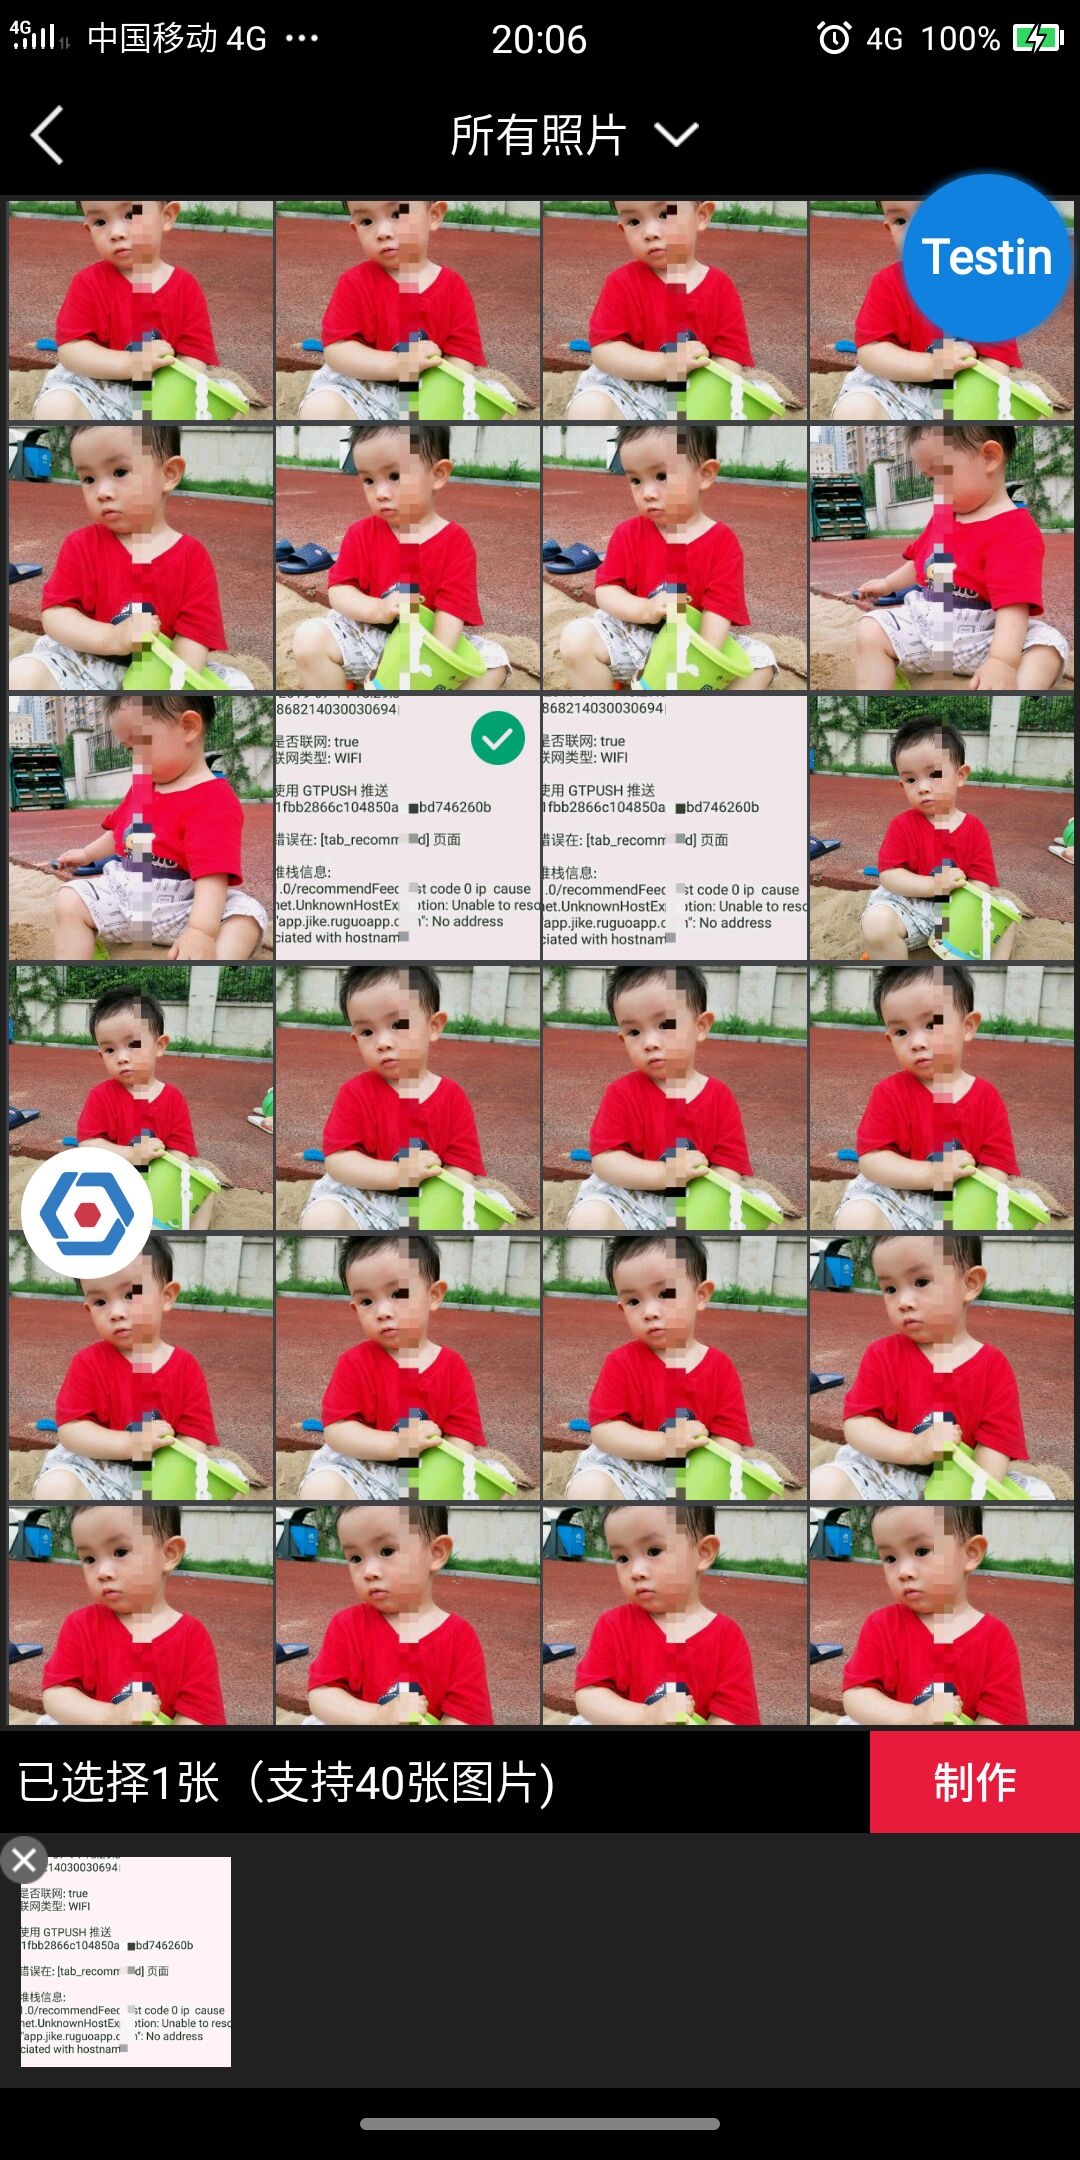 4G 中国移动 4G ··· 20:06 4G 100%
所有照片
Testin
868214030030694
是否联网: true
联网类型: WIFI
使用 GTPUSH 推送
1fbb2866c104850a bd746260b
错误在: [tab_recomm d] 页面
堆栈信息:
.0/recommendFeec st code 0 ip cause
net.UnknownHostEx ption: Unable to reso
"app.jike.ruguoapp.c ": No address
ciated with hostnam
868214030030694
是否联网: true
联网类型: WIFI
使用 GTPUSH 推送
1fbb2866c104850a bd746260b
错误在: [tab_recomm d] 页面
堆栈信息:
.0/recommendFeec st code 0 ip cause
net.UnknownHostEx ption: Unable to reso
"app.jike.ruguoapp.c ": No address
ciated with hostnam
已选择1张（支持40张图片)
制作
14030030694
是否联网: true
联网类型: WIFI
使用 GTPUSH 推送
1fbb2866c104850a bd746260b
错误在: [tab_recomm d] 页面
堆栈信息:
.0/recommendFeec st code 0 ip cause
net.UnknownHostEx ption: Unable to reso
"app.jike.ruguoapp.c ": No address
ciated with hostnam